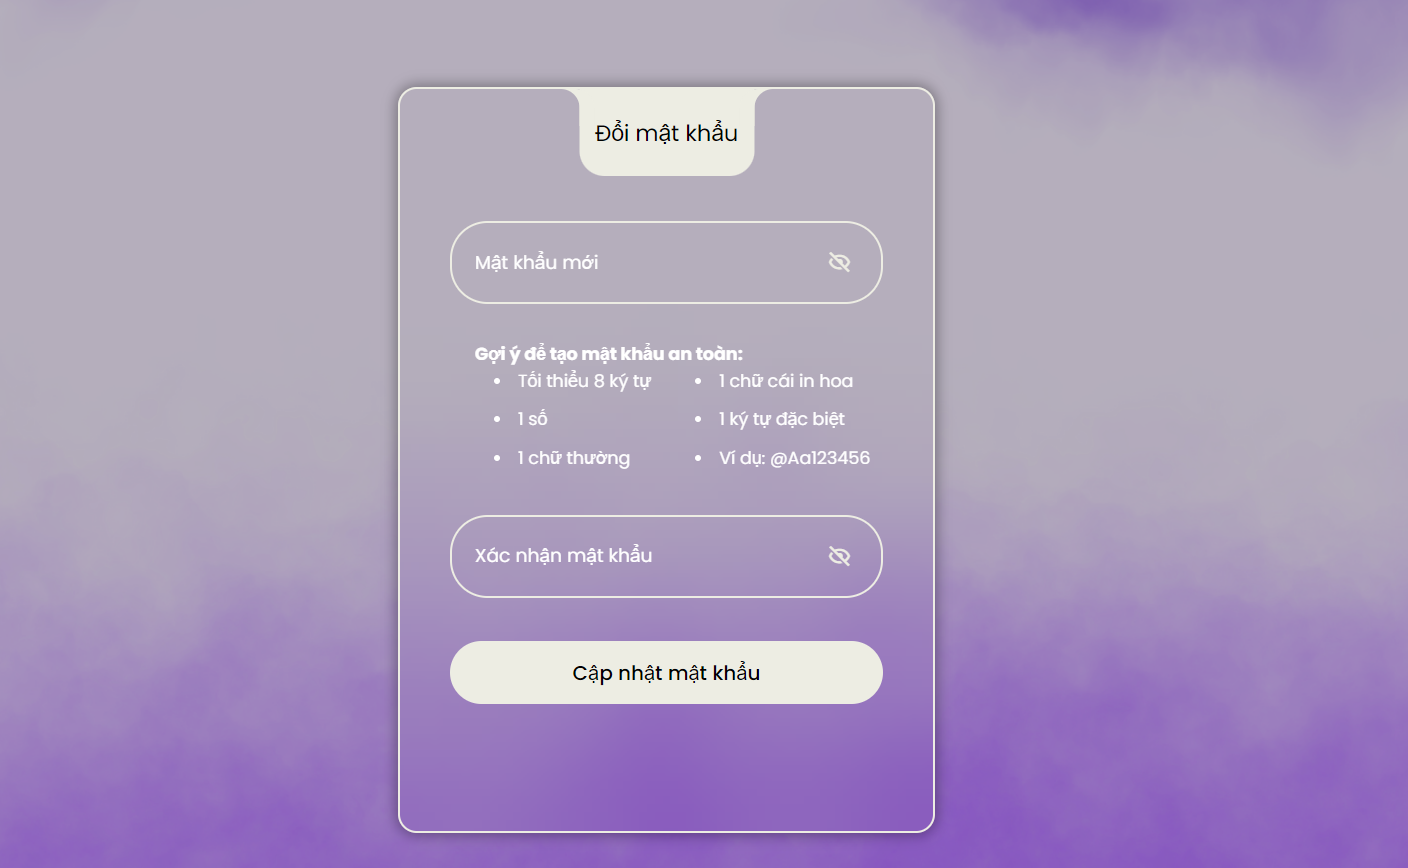 Đổi mật khẩu
Mật khẩu mới
Gợi ý để tạo mật khẩu an toàn:
• Tối thiểu 8 ký tự
• 1 chữ cái in hoa
• 1 số
• 1 ký tự đặc biệt
• 1 chữ thường
• Ví dụ: @Aa123456
Xác nhận mật khẩu
Cập nhật mật khẩu